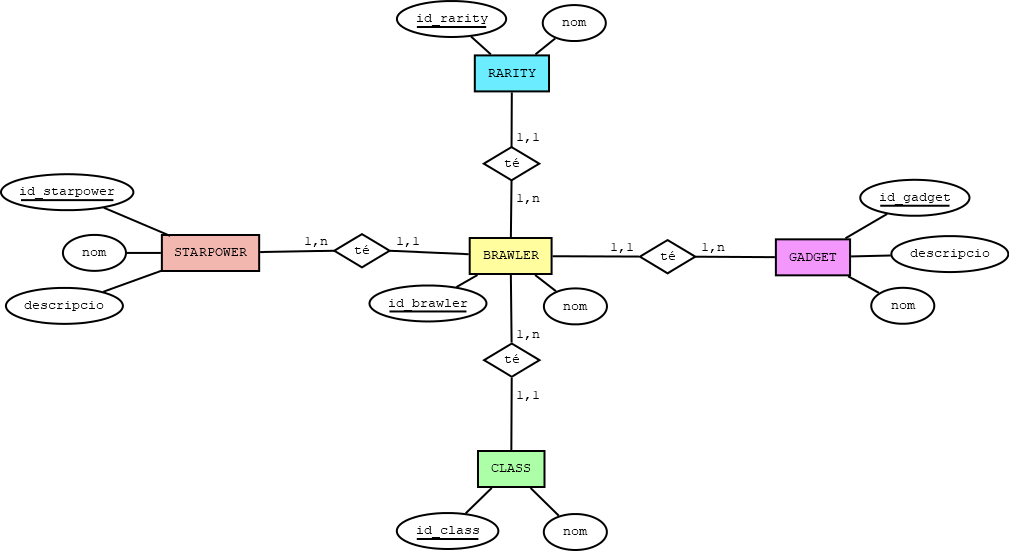 id_rarity
nom
RARITY
1,1
té
1,n
id_starpower
nom
STARPOWER
descripcio
1,n
té
1,1
BRAWLER
id_brawler
nom
1,1
té
1,n
GADGET
id_gadget
descripcio
nom
1,n
té
1,1
CLASS
id_class
nom